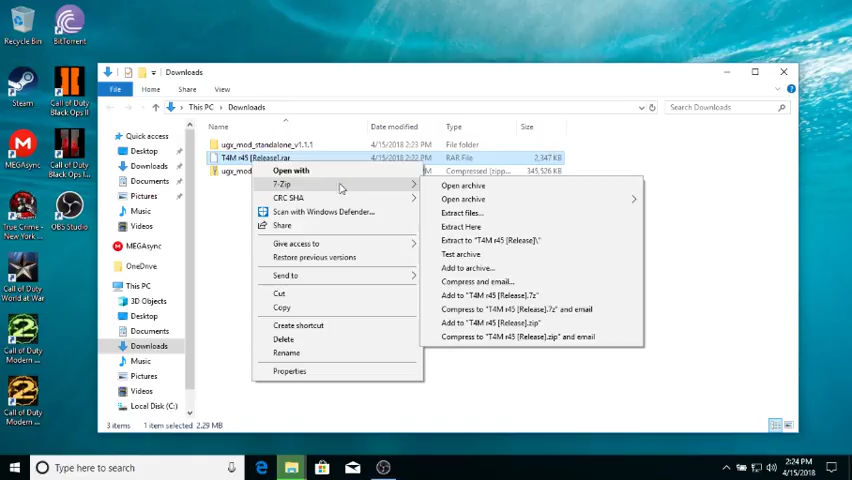 Recycle Bin
BitTorrent
Steam
Call of Duty
Black Ops
Call of Duty
Black Ops II
MEGAsync
Call of Duty
Black Ops III
True Crime -
New York ...
OBS Studio
Call of Duty
World at War
Call of Duty
Modern ...
Call of Duty
Modern ...
Downloads
File
Home
Share
View
This PC
Downloads
Search Downloads
Name
Date modified
Type
Size
Quick access
Desktop
Downloads
Documents
Pictures
Music
Videos
MEGAsync
OneDrive
This PC
3D Objects
Desktop
Documents
Downloads
Music
Pictures
Videos
Local Disk (C:)
ugx_mod_standalone_v1.1.1
4/15/2018 2:23 PM
File folder
T4M r45 [Release].rar
4/15/2018 2:22 PM
RAR File
2,347 KB
ugx_mod
Compressed (zipp...
345,526 KB
Open with
7-Zip
CRC SHA
Scan with Windows Defender...
Share
Give access to
Restore previous versions
Send to
Cut
Copy
Create shortcut
Delete
Rename
Properties
Open archive
Open archive
Extract files...
Extract Here
Extract to "T4M r45 [Release]\"
Test archive
Add to archive...
Compress and email...
Add to "T4M r45 [Release].7z"
Compress to "T4M r45 [Release].7z" and email
Add to "T4M r45 [Release].zip"
Compress to "T4M r45 [Release].zip" and email
3 items
1 item selected 2.29 MB
Type here to search
2:24 PM
4/15/2018